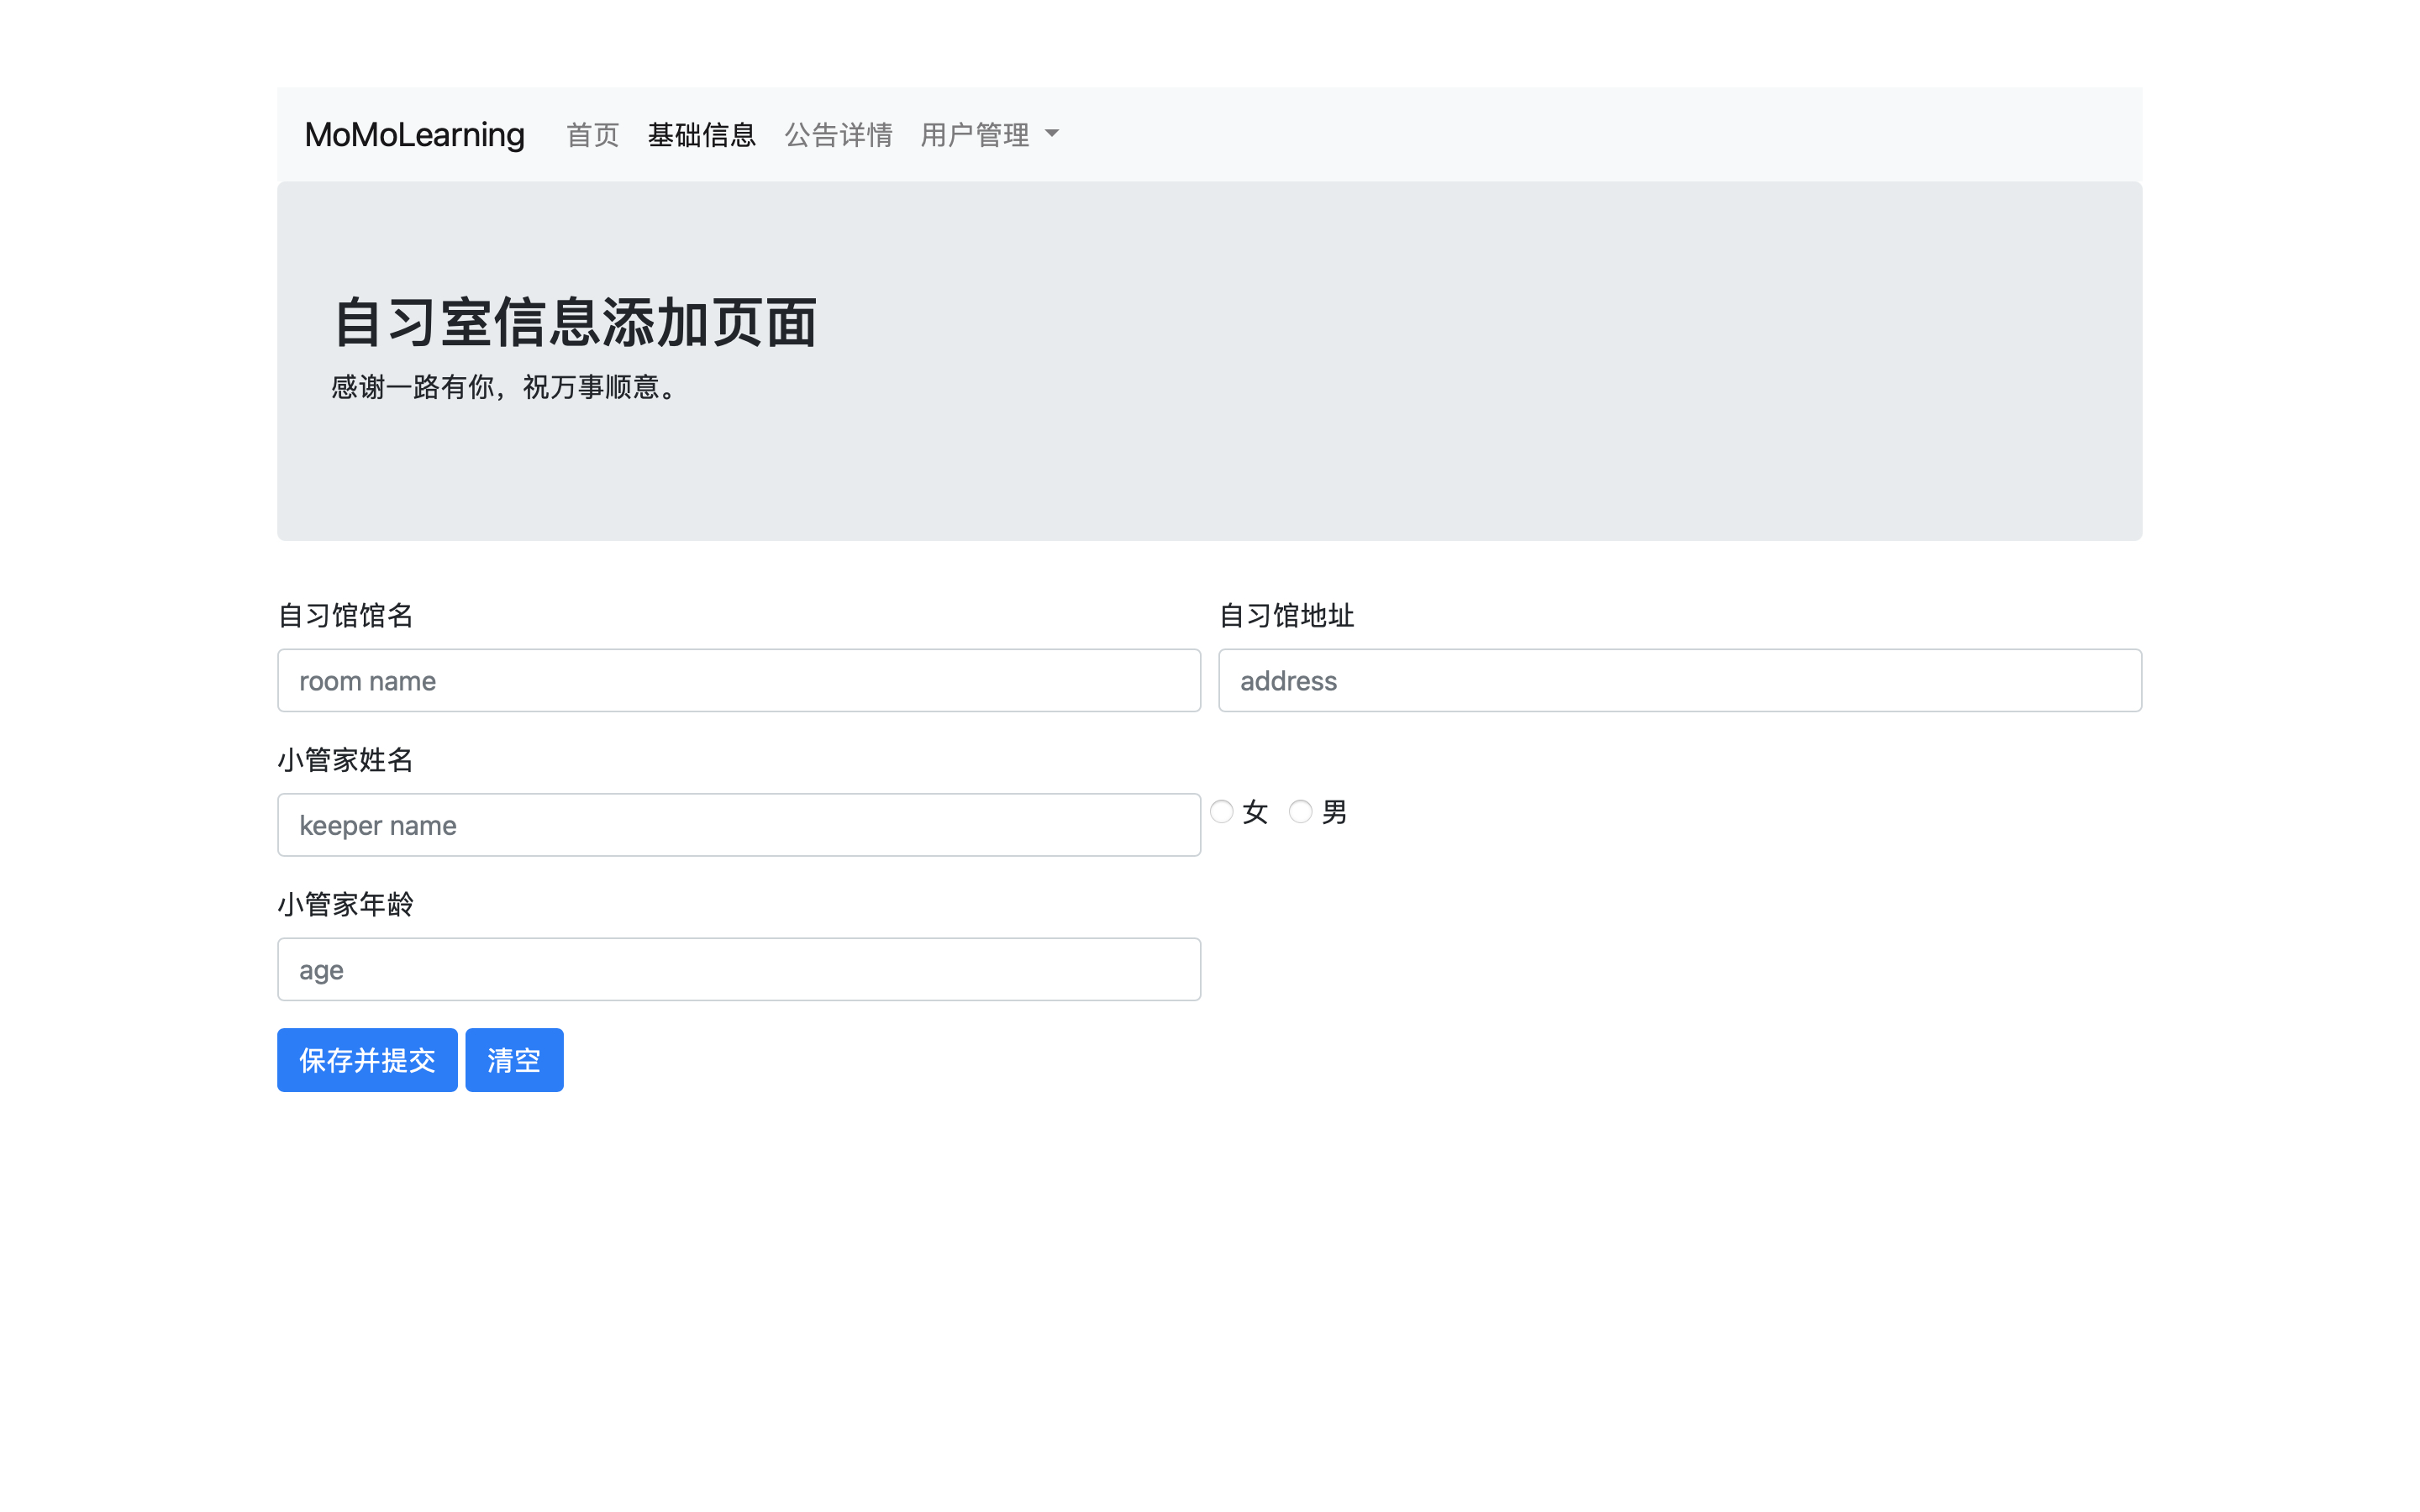 MoMoLearning 首页 基础信息 公告详情 用户管理
自习室信息添加页面
感谢一路有你，祝万事顺意。
自习馆馆名 自习馆地址
room name address
小管家姓名
keeper name 女 男
小管家年龄
age
保存并提交 清空